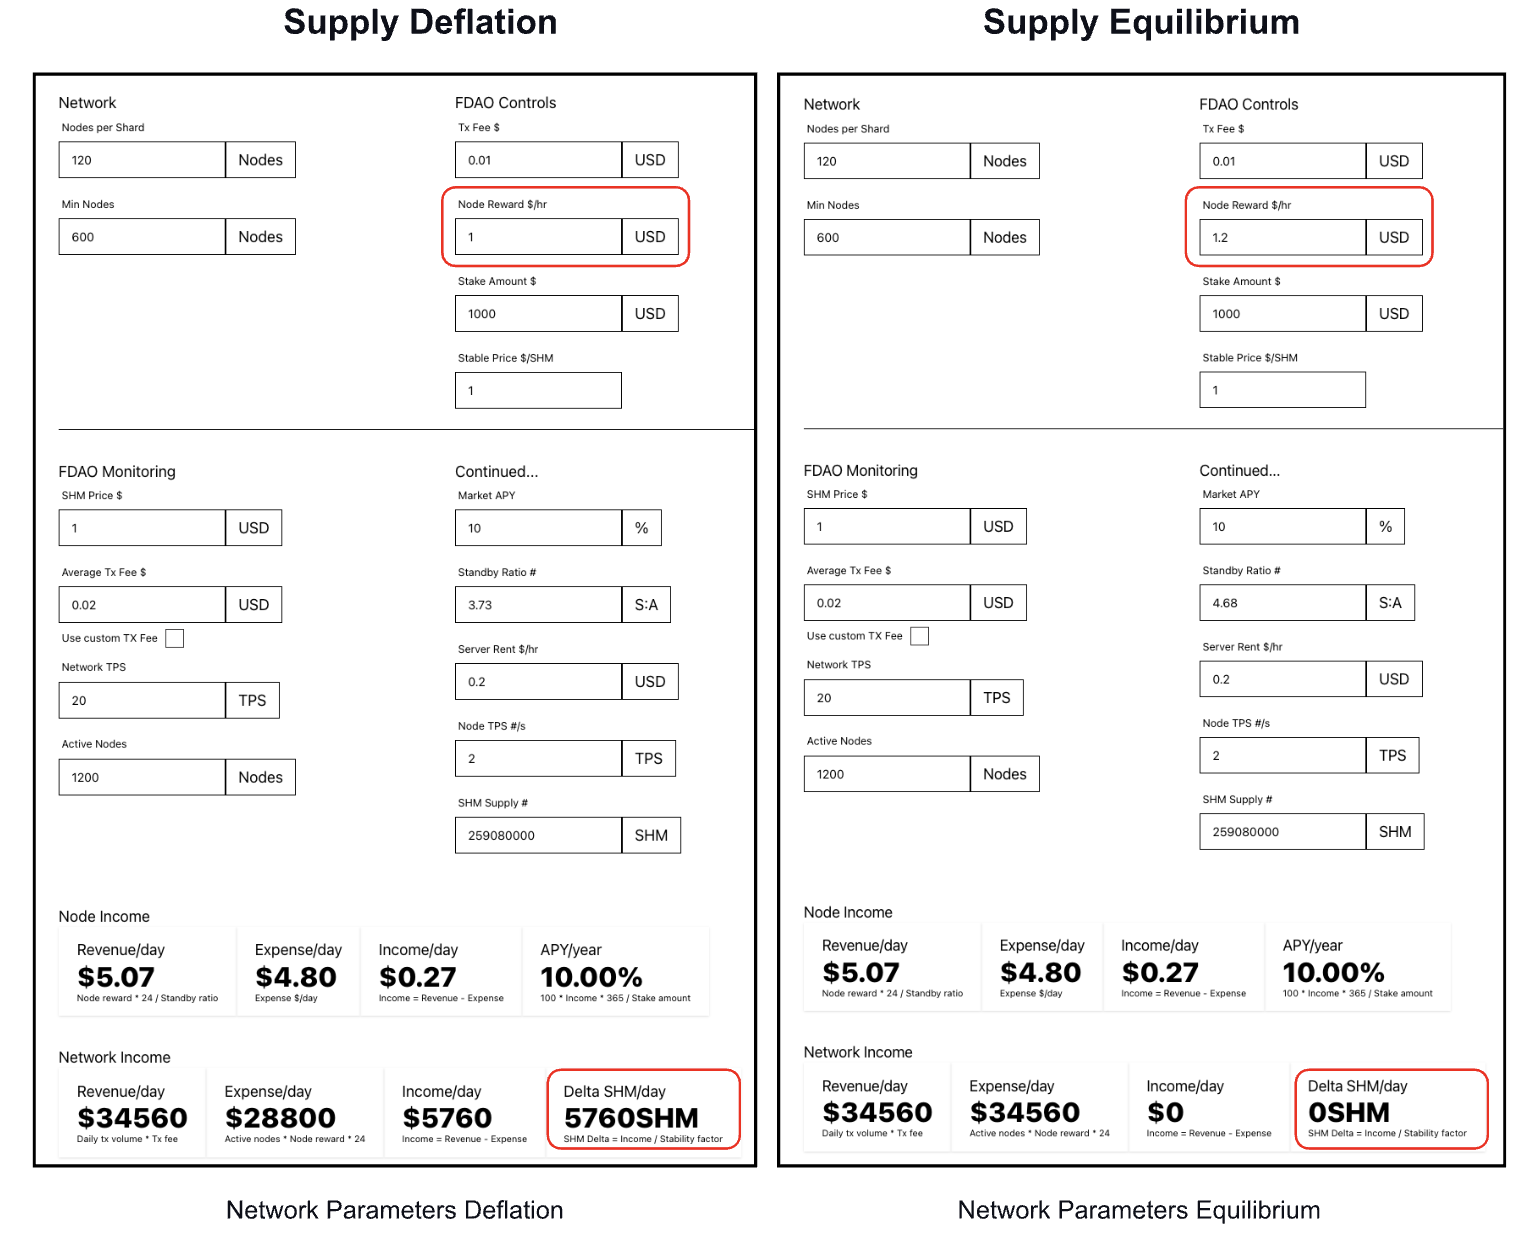 Supply Deflation
Network
FDAO Controls
Nodes per Shard
Tx Fee $
120 Nodes
0.01 USD
Min Nodes
Node Reward $/hr
600 Nodes
1 USD
Stake Amount $
1000 USD
Stable Price $/SHM
1
FDAO Monitoring
Continued...
SHM Price $
Market APY
1 USD
10 %
Average Tx Fee $
Standby Ratio #
0.02 USD
3.73 S:A
Use custom TX Fee
Server Rent $/hr
Network TPS
0.2 USD
20 TPS
Node TPS #/s
Active Nodes
2 TPS
1200 Nodes
SHM Supply #
259080000 SHM
Node Income
Revenue/day
$5.07
Node reward * 24 / Standby ratio
Expense/day
$4.80
Expense $/day
Income/day
$0.27
Income = Revenue - Expense
APY/year
10.00%
100 * Income * 365 / Stake amount
Network Income
Revenue/day
$34560
Daily tx volume * Tx fee
Expense/day
$28800
Active nodes * Node reward * 24
Income/day
$5760
Income = Revenue - Expense
Delta SHM/day
5760SHM
SHM Delta = Income / Stability factor
Network Parameters Deflation
Supply Equilibrium
Network
FDAO Controls
Nodes per Shard
Tx Fee $
120 Nodes
0.01 USD
Min Nodes
Node Reward $/hr
600 Nodes
1.2 USD
Stake Amount $
1000 USD
Stable Price $/SHM
1
FDAO Monitoring
Continued...
SHM Price $
Market APY
1 USD
10 %
Average Tx Fee $
Standby Ratio #
0.02 USD
4.68 S:A
Use custom TX Fee
Server Rent $/hr
Network TPS
0.2 USD
20 TPS
Node TPS #/s
Active Nodes
2 TPS
1200 Nodes
SHM Supply #
259080000 SHM
Node Income
Revenue/day
$5.07
Node reward * 24 / Standby ratio
Expense/day
$4.80
Expense $/day
Income/day
$0.27
Income = Revenue - Expense
APY/year
10.00%
100 * Income * 365 / Stake amount
Network Income
Revenue/day
$34560
Daily tx volume * Tx fee
Expense/day
$34560
Active nodes * Node reward * 24
Income/day
$0
Income = Revenue - Expense
Delta SHM/day
0SHM
SHM Delta = Income / Stability factor
Network Parameters Equilibrium